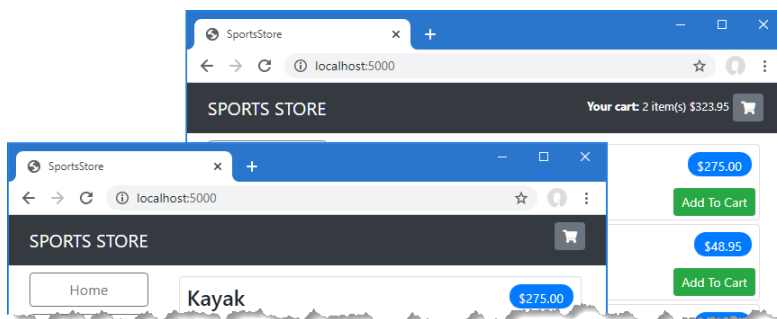 SportsStore
localhost:5000
SPORTS STORE
Your cart: 2 item(s) $323.95
$275.00
Add To Cart
$48.95
Add To Cart
SportsStore
localhost:5000
SPORTS STORE
Home
Kayak
$275.00